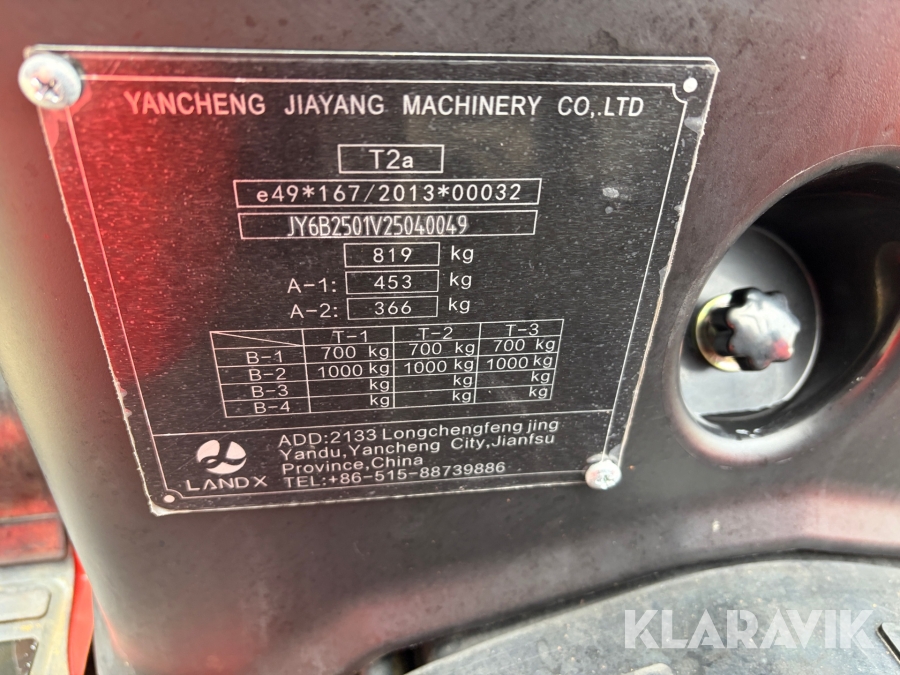 YANCHENG JIAYANG MACHINERY CO,.LTD
T2a
e49*167/2013*00032
JY6B2501V25040049
819 kg
A-1: 453 kg
A-2: 366 kg
T-1 T-2 T-3
B-1 700 kg 700 kg 700 kg
B-2 1000 kg 1000 kg 1000 kg
B-3 kg kg kg
B-4 kg kg kg
LANDX
ADD:2133 Longchengfeng jing
Yandu,Yancheng City,Jianfsu
Province,China
TEL:+86-515-88739886
KLARAVIK